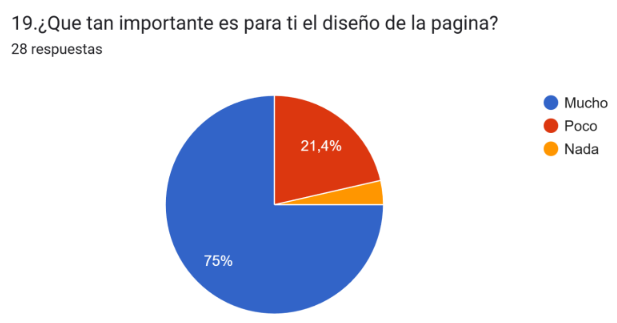 19.¿Que tan importante es para ti el diseño de la pagina?
28 respuestas
Mucho
Poco
Nada
21,4%
75%